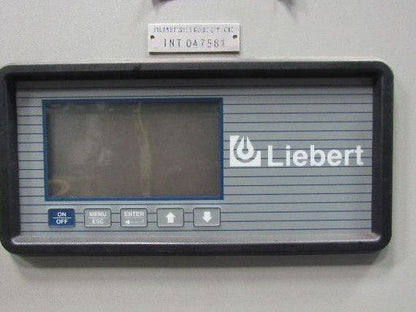 INT 047581
Liebert
ON
OFF
MENU
ESC
ENTER